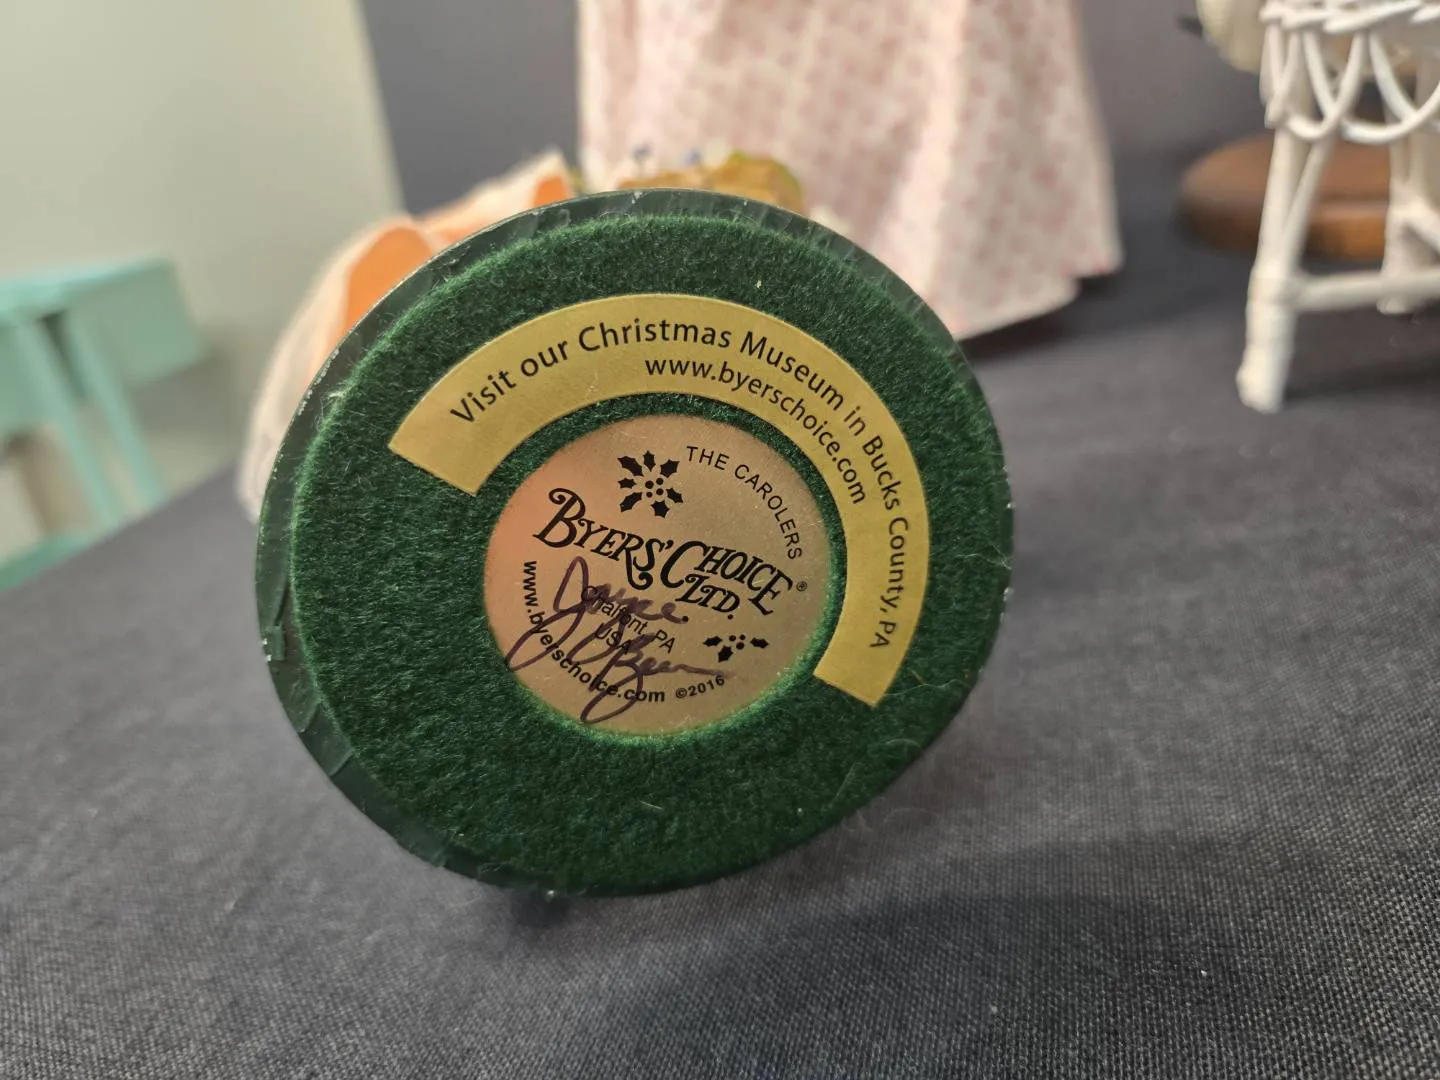 Visit our Christmas Museum in Bucks County, PA
www.byerschoice.com
THE CAROLERS
BYERS' CHOICE
LTD.®
Chalfont, PA
USA
www.byerschoice.com ©2016